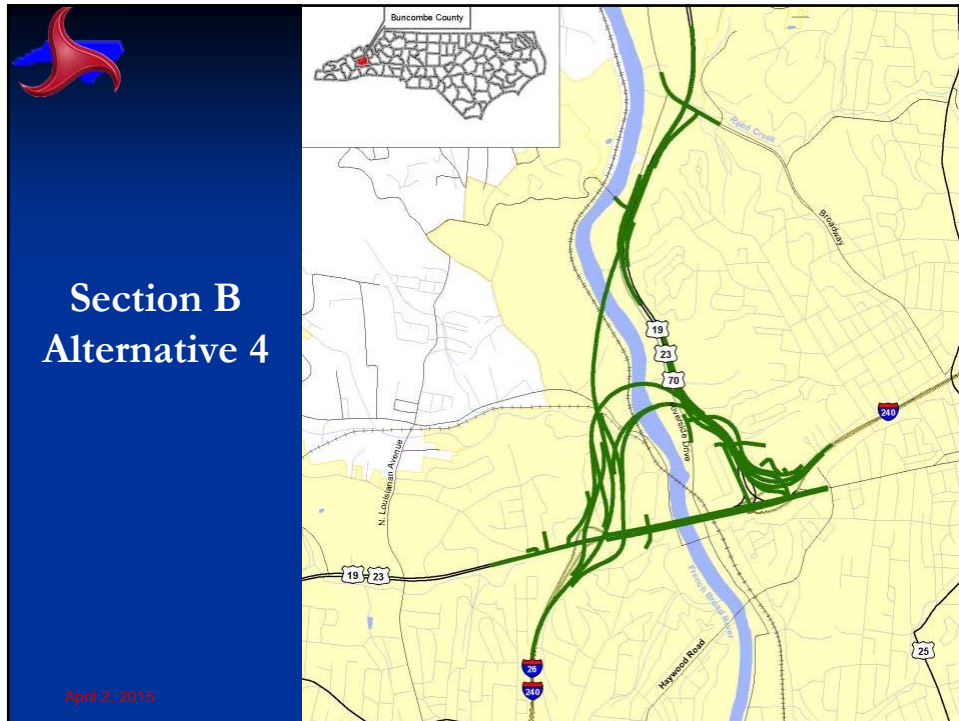 Section B
Alternative 4
April 2, 2015
Buncombe County
Reed Creek
Broadway
19
23
70
240
Riverside Drive
N. Louisianan Avenue
19
23
French Broad River
Haywood Road
25
26
240